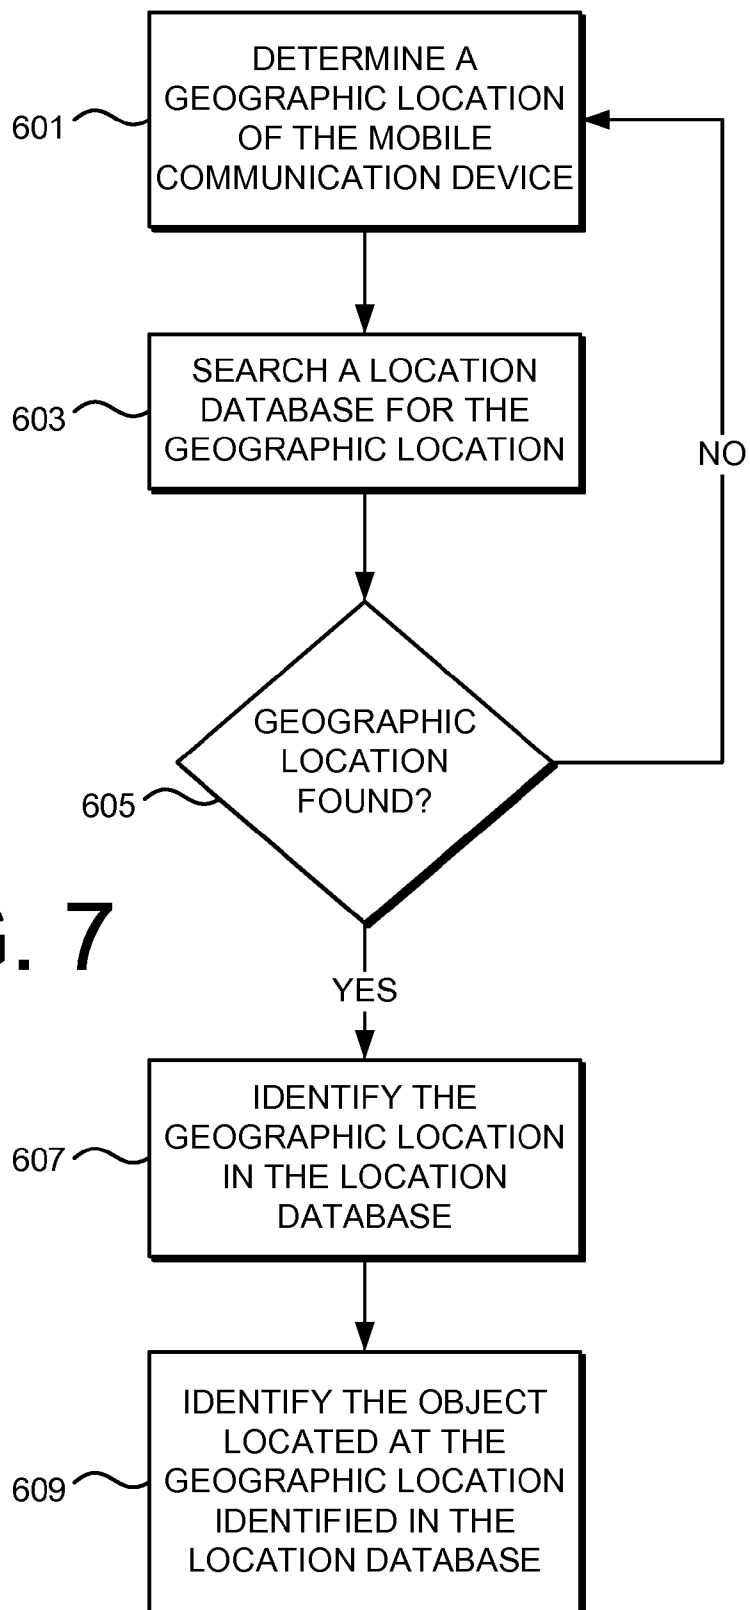 DETERMINE A
GEOGRAPHIC LOCATION
OF THE MOBILE
COMMUNICATION DEVICE
601
SEARCH A LOCATION
DATABASE FOR THE
GEOGRAPHIC LOCATION
603
NO
GEOGRAPHIC
LOCATION
FOUND?
605
G. 7
YES
IDENTIFY THE
GEOGRAPHIC LOCATION
IN THE LOCATION
DATABASE
607
IDENTIFY THE OBJECT
LOCATED AT THE
GEOGRAPHIC LOCATION
IDENTIFIED IN THE
LOCATION DATABASE
609